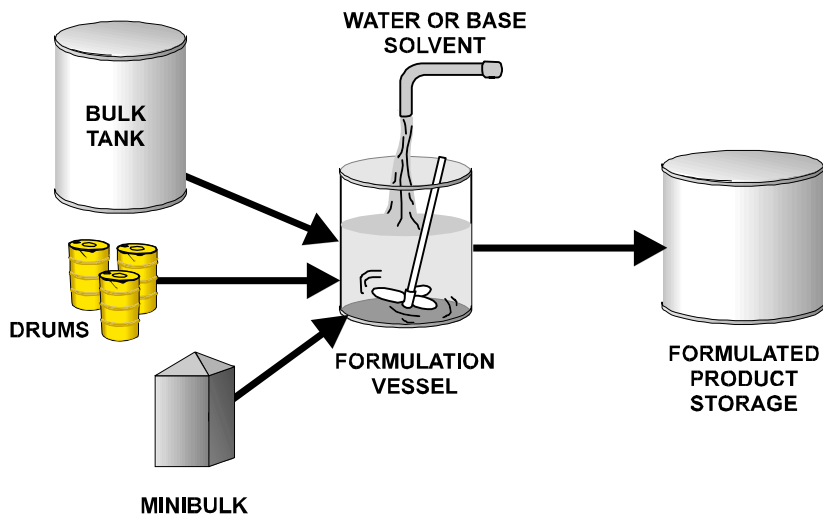 WATER OR BASE
SOLVENT
BULK
TANK
DRUMS
FORMULATION
VESSEL
FORMULATED
PRODUCT
STORAGE
MINIBULK